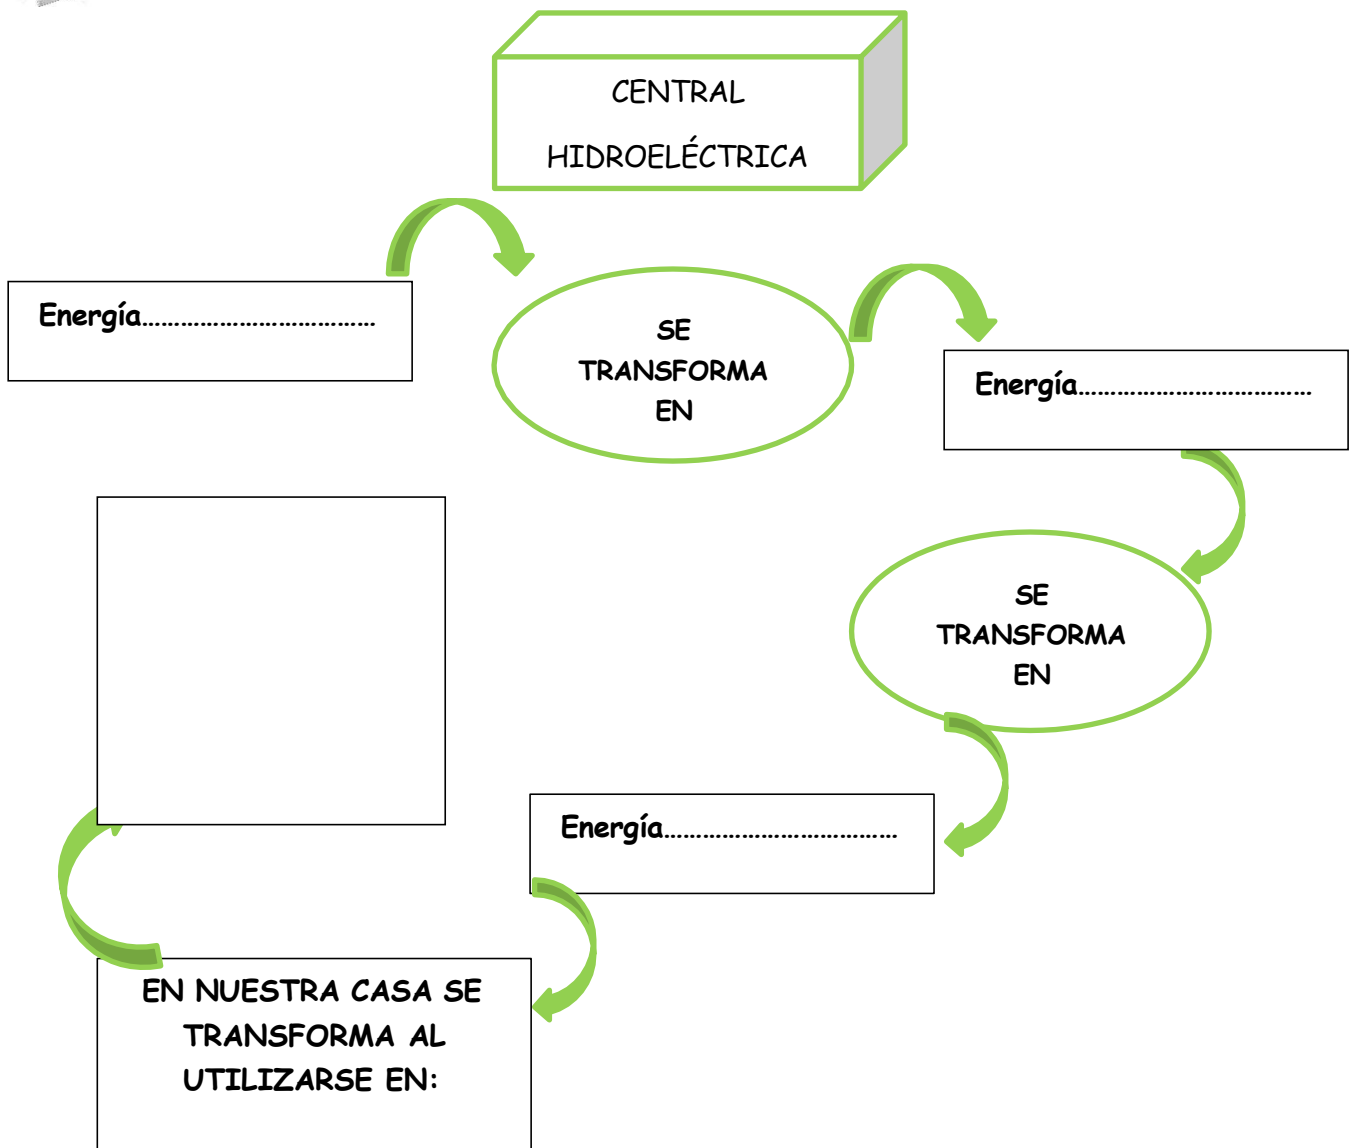 CENTRAL
HIDROELÉCTRICA
Energía....................................
SE
TRANSFORMA
EN
Energía....................................
SE
TRANSFORMA
EN
Energía....................................
EN NUESTRA CASA SE
TRANSFORMA AL
UTILIZARSE EN: